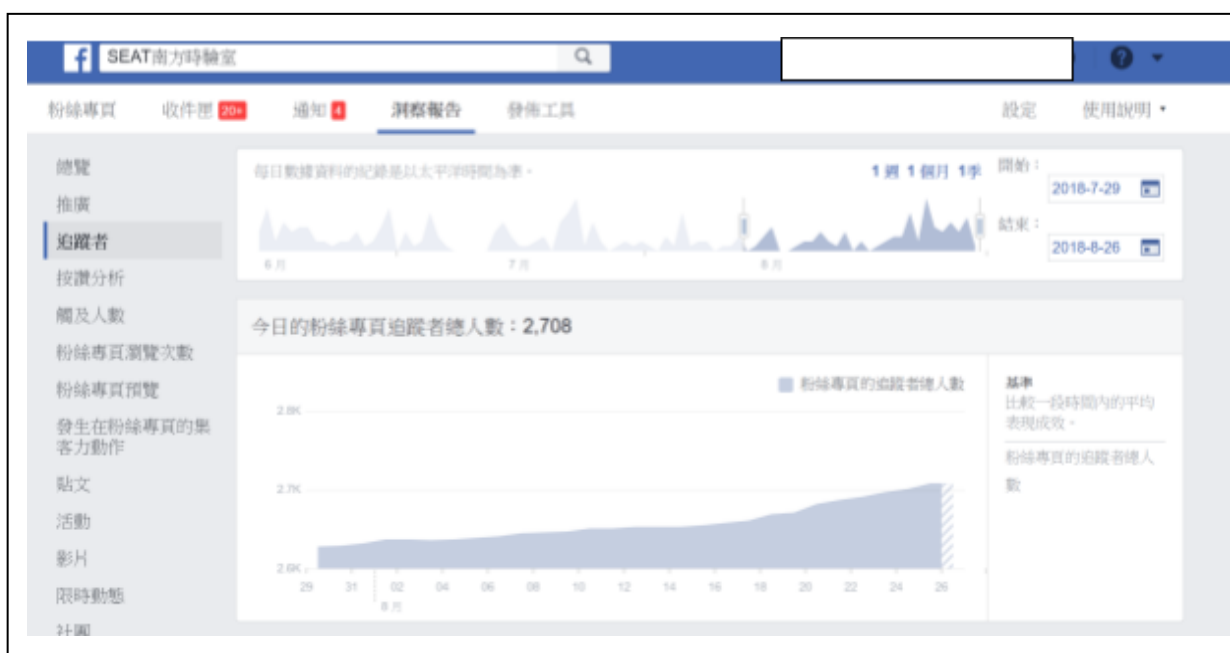 SEAT南方時驗室
粉絲專頁 收件匣 20+ 通知 4 洞察報告 發佈工具 設定 使用說明
總覽
推廣
追蹤者
按讚分析
觸及人數
粉絲專頁瀏覽次數
粉絲專頁預覽
發生在粉絲專頁的集
客力動作
貼文
活動
影片
限時動態
社團
每日數據資料的紀錄是以太平洋時間為準。
1 週 1 個月 1季
開始：
2018-7-29
結束：
2018-8-26
6 月 7 月 8 月
今日的粉絲專頁追蹤者總人數：2,708
粉絲專頁的追蹤者總人數
2.8K
2.7K
2.6K
29 31 02 04 06 08 10 12 14 16 18 20 22 24 26
8 月
基準
比較一段時間內的平均
表現成效。
粉絲專頁的追蹤者總人
數